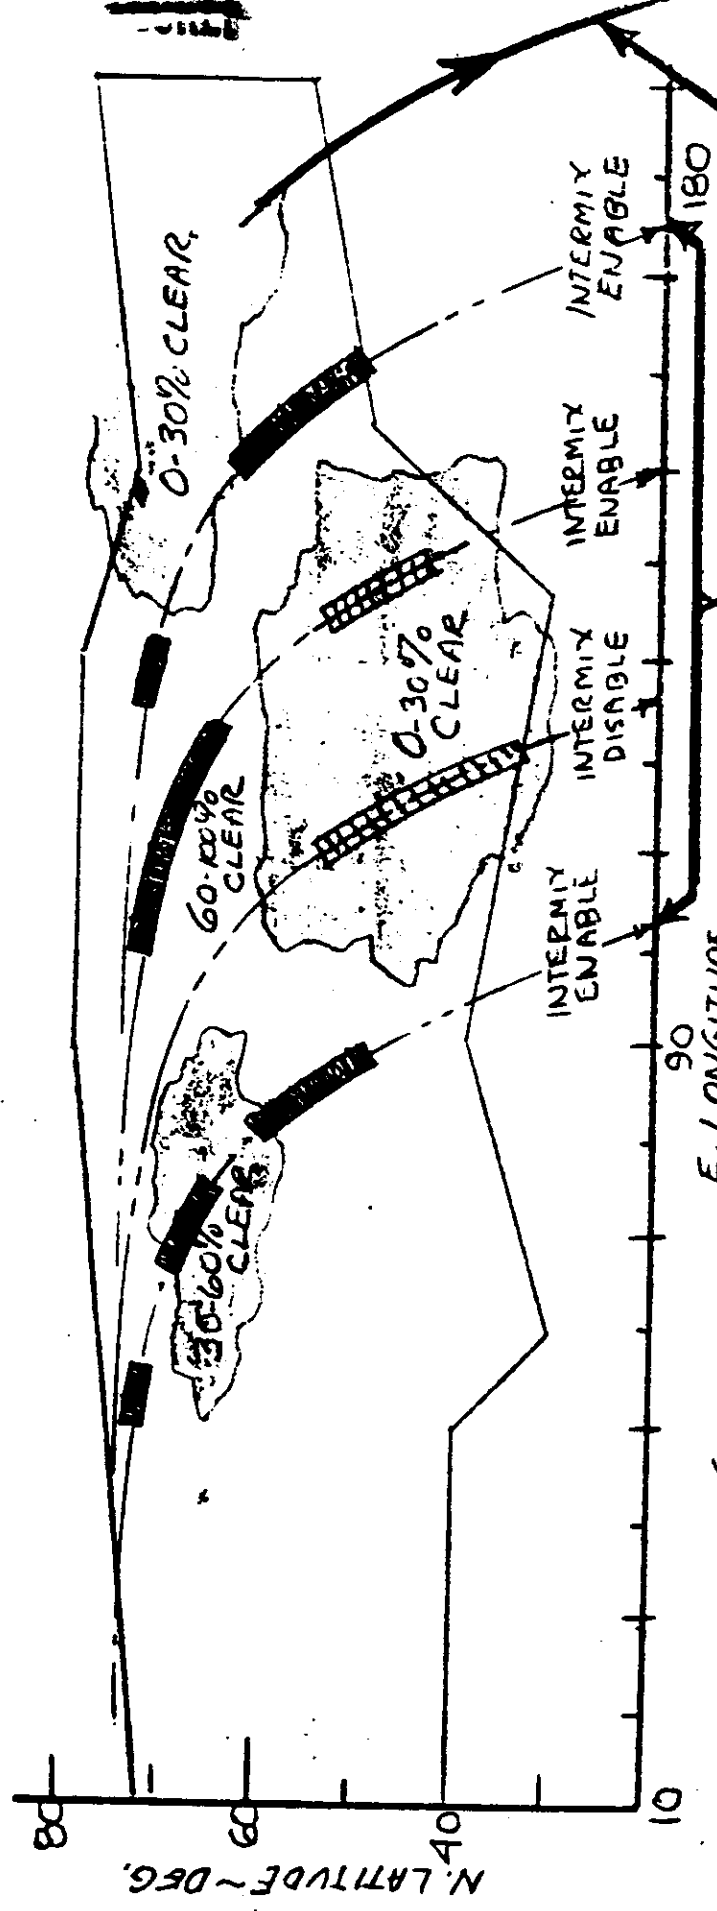 0-30% CLEAR.
60-100%
CLEAR
30-60%
CLEAR
0-30%
CLEAR
INTERMIX
ENABLE
INTERMIX
DISABLE
INTERMIX
ENABLE
INTERMIX
ENABLE
80
60
40
N. LATITUDE ~ DEG.
10
90
180
E. LONGITUDE